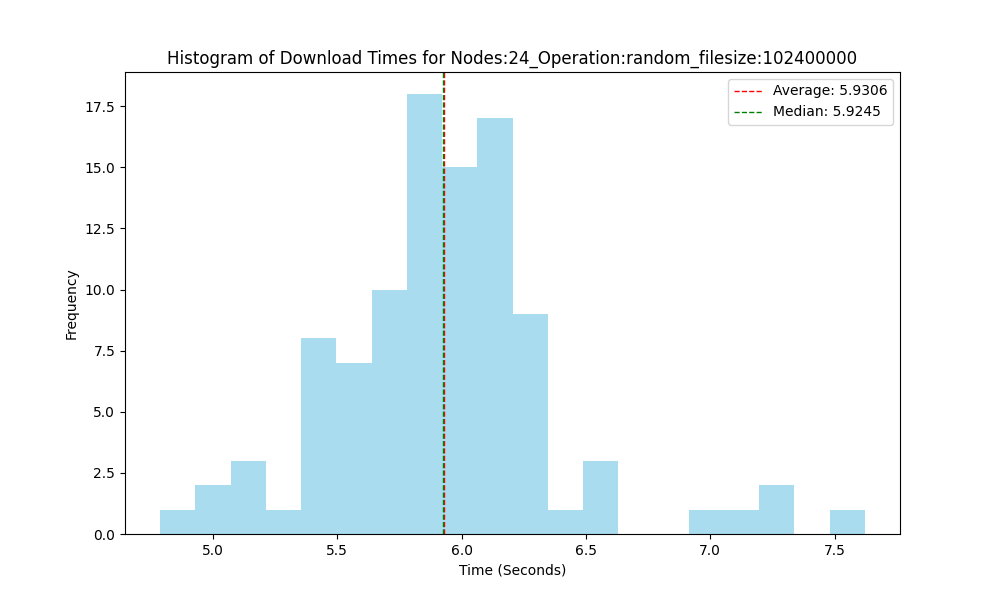 Histogram of Download Times for Nodes:24_Operation:random_filesize:102400000
Average: 5.9306
Median: 5.9245
17.5
15.0
12.5
10.0
7.5
5.0
2.5
0.0
Frequency
5.0
5.5
6.0
6.5
7.0
7.5
Time (Seconds)